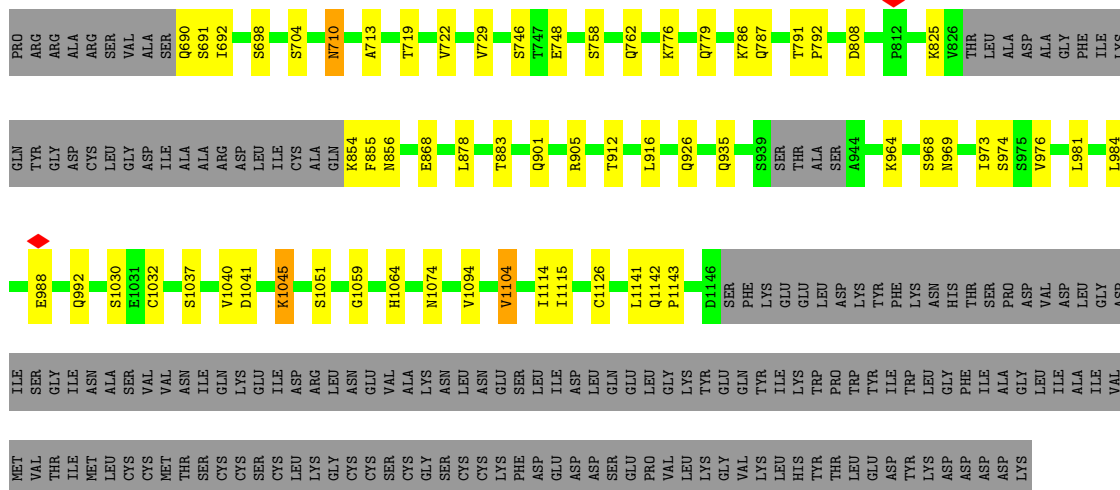 PRO ARG ARG ALA ARG SER VAL ALA SER Q690 S691 I692 S698 S704 N710 A713 T719 V722 V729 S746 T747 E748 S758 Q762 K776 Q779 K786 Q787 T791 P792 D808 P812 K825 V826 THR LEU ALA ASP ALA GLY PHE ILE LYS
GLN TYR GLY ASP CYS LEU GLY ASP ILE ALA ALA ARG ASP LEU ILE CYS ALA GLN K854 F855 N856 E868 L878 T883 Q901 R905 T912 L916 Q926 Q935 S939 SER THR ALA SER A944 K964 S968 N969 I973 S974 S975 V976 L981 L984
E988 Q992 S1030 E1031 C1032 S1037 V1040 D1041 K1045 S1051 G1059 H1064 N1074 V1094 V1104 I1114 I1115 C1126 L1141 Q1142 P1143 D1146 SER PHE LYS GLU GLU LEU ASP LYS TYR PHE LYS ASN HIS THR SER PRO ASP VAL ASP LEU GLY ASP
ILE SER GLY ILE ASN ALA SER VAL VAL ASN ILE GLN LYS GLU ILE ASP ARG LEU ASN GLU VAL ALA LYS ASN LEU ASN GLU SER LEU ILE ASP LEU GLN GLU LEU GLY LYS TYR GLU GLN TYR ILE LYS TRP PRO TRP TYR ILE TRP LEU GLY PHE ILE ALA GLY LEU ILE ALA ILE VAL
MET VAL THR ILE MET LEU CYS CYS MET THR SER CYS CYS SER CYS LEU LYS GLY CYS CYS SER CYS GLY SER CYS CYS LYS PHE ASP GLU ASP ASP SER GLU PRO VAL LEU LYS GLY VAL LYS LEU HIS TYR THR LEU GLU ASP TYR LYS ASP ASP ASP ASP LYS